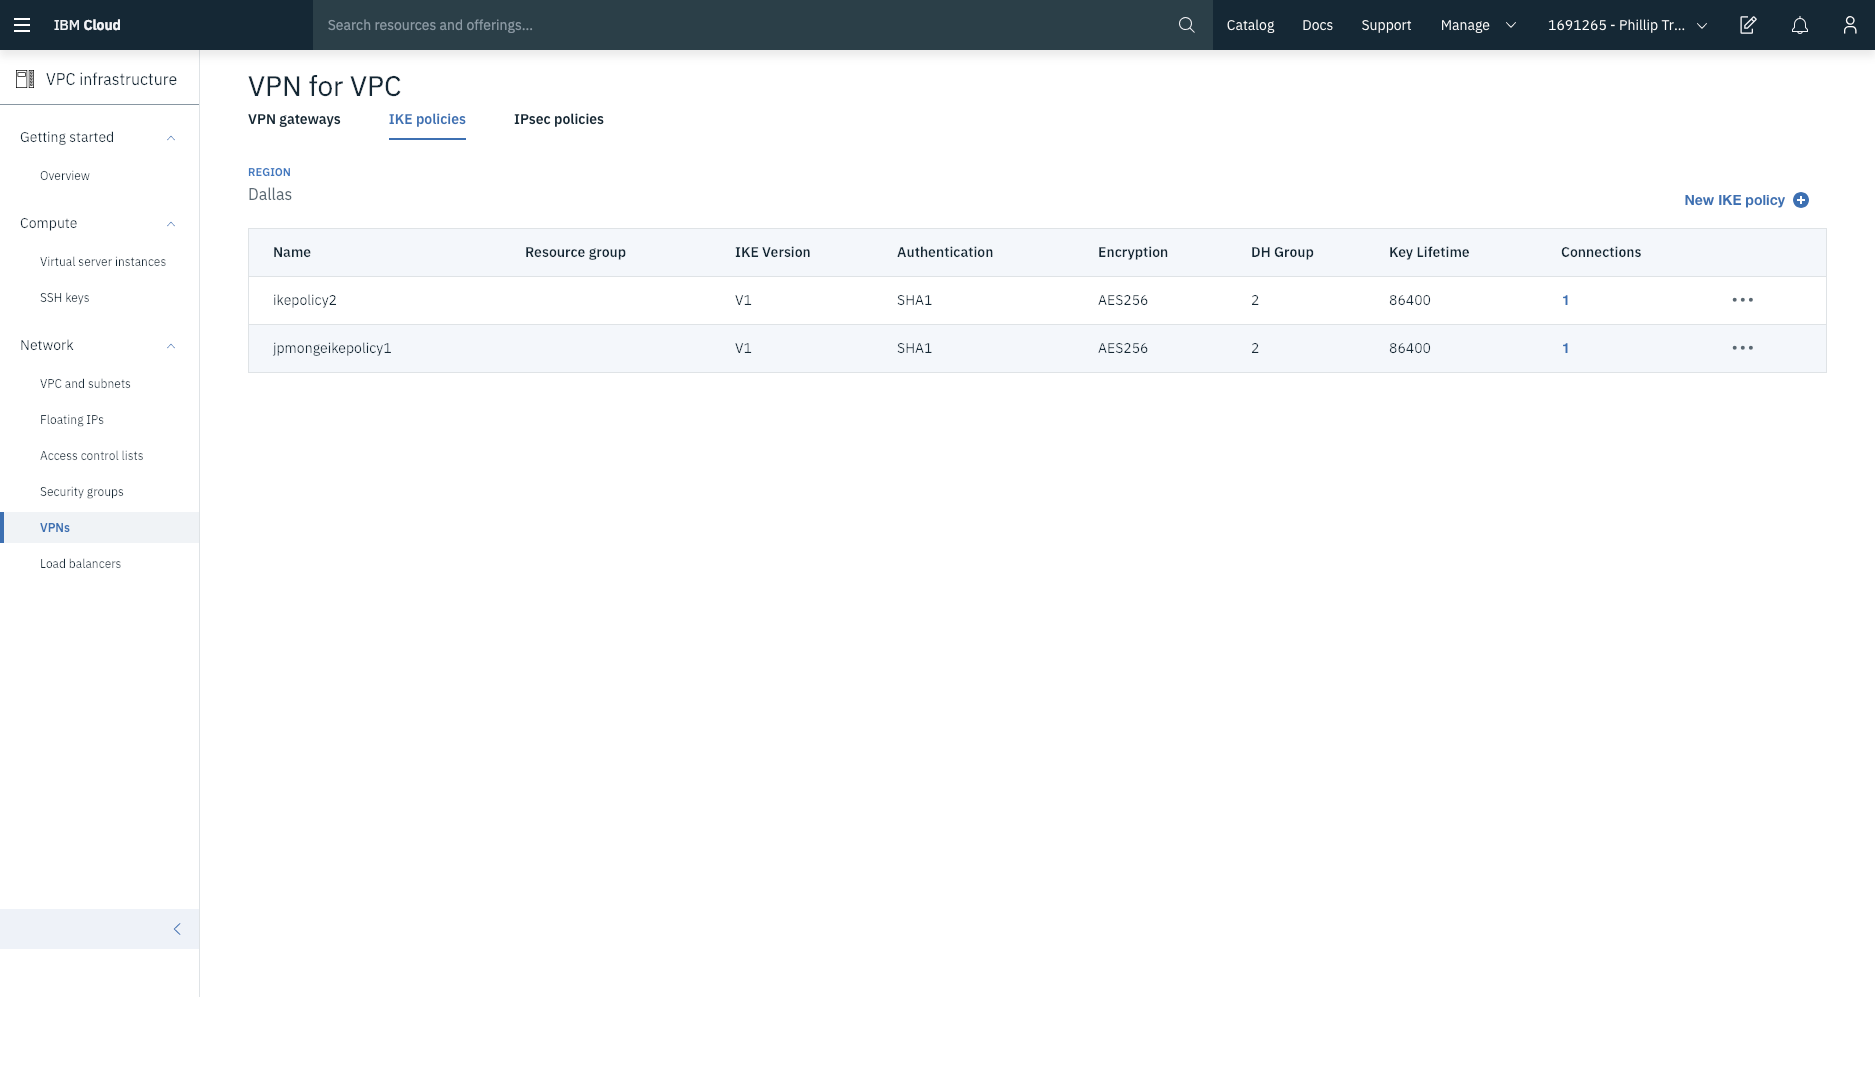 IBM Cloud
Search resources and offerings...
Catalog
Docs
Support
Manage
1691265 - Phillip Tr...
VPC infrastructure
Getting started
Overview
Compute
Virtual server instances
SSH keys
Network
VPC and subnets
Floating IPs
Access control lists
Security groups
VPNs
Load balancers
VPN for VPC
VPN gateways
IKE policies
IPsec policies
REGION
Dallas
New IKE policy
Name Resource group IKE Version Authentication Encryption DH Group Key Lifetime Connections
ikepolicy2 V1 SHA1 AES256 2 86400 1
jpmongeikepolicy1 V1 SHA1 AES256 2 86400 1